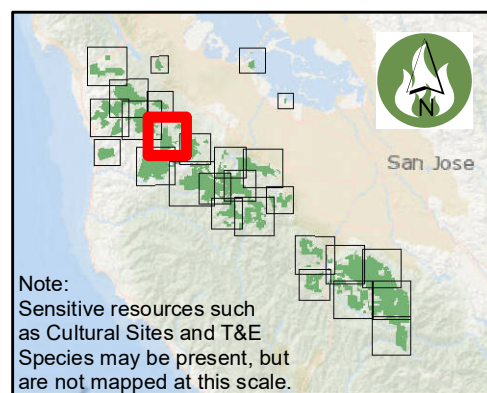 N
San Jose
Note:
Sensitive resources such
as Cultural Sites and T&E
Species may be present, but
are not mapped at this scale.